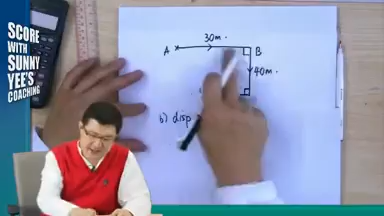 SCORE
WITH
SUNNY
YEE'S
COACHING
30m.
A
B
40m.
b) disp